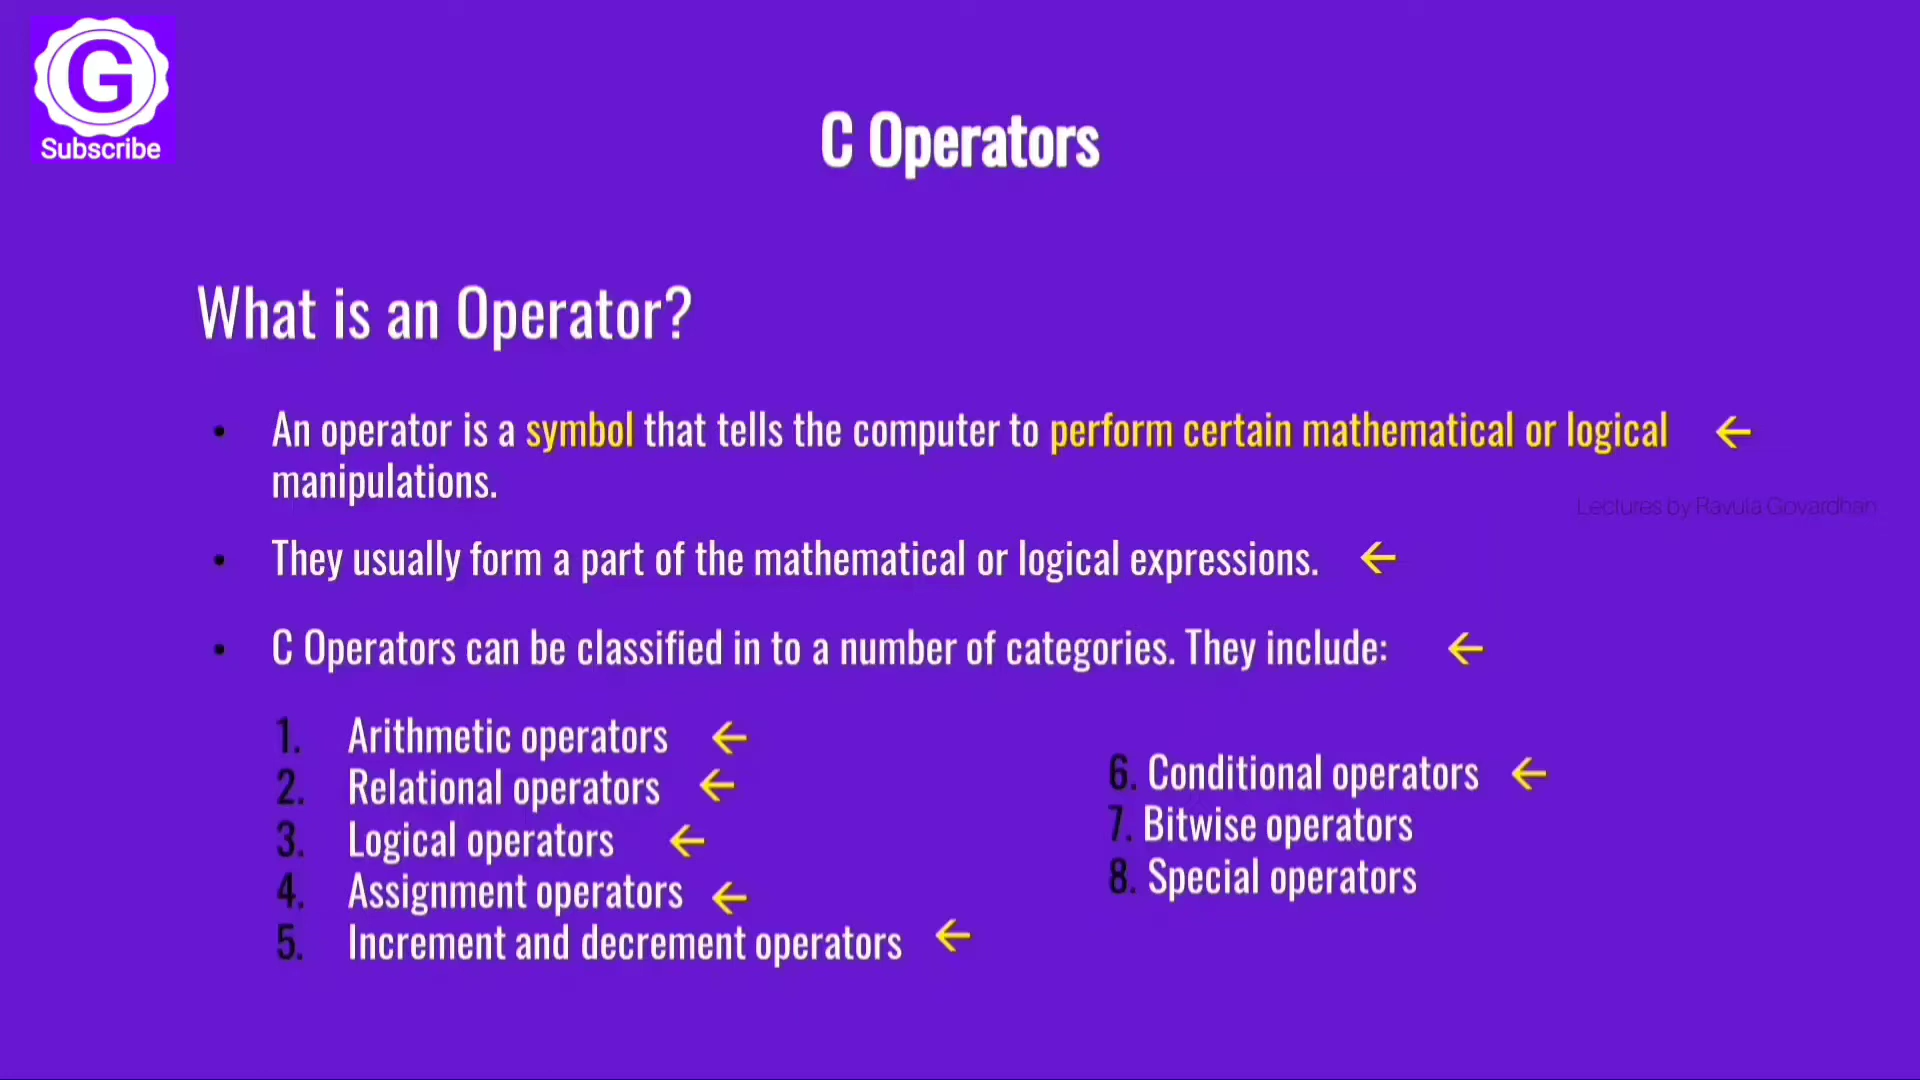 G
Subscribe
C Operators
What is an Operator?
• An operator is a symbol that tells the computer to perform certain mathematical or logical ←
manipulations.
Lectures by Ravula Govardhan
• They usually form a part of the mathematical or logical expressions. ←
• C Operators can be classified in to a number of categories. They include: ←
1. Arithmetic operators ←
2. Relational operators ←
3. Logical operators ←
4. Assignment operators ←
5. Increment and decrement operators ←
6. Conditional operators ←
7. Bitwise operators
8. Special operators